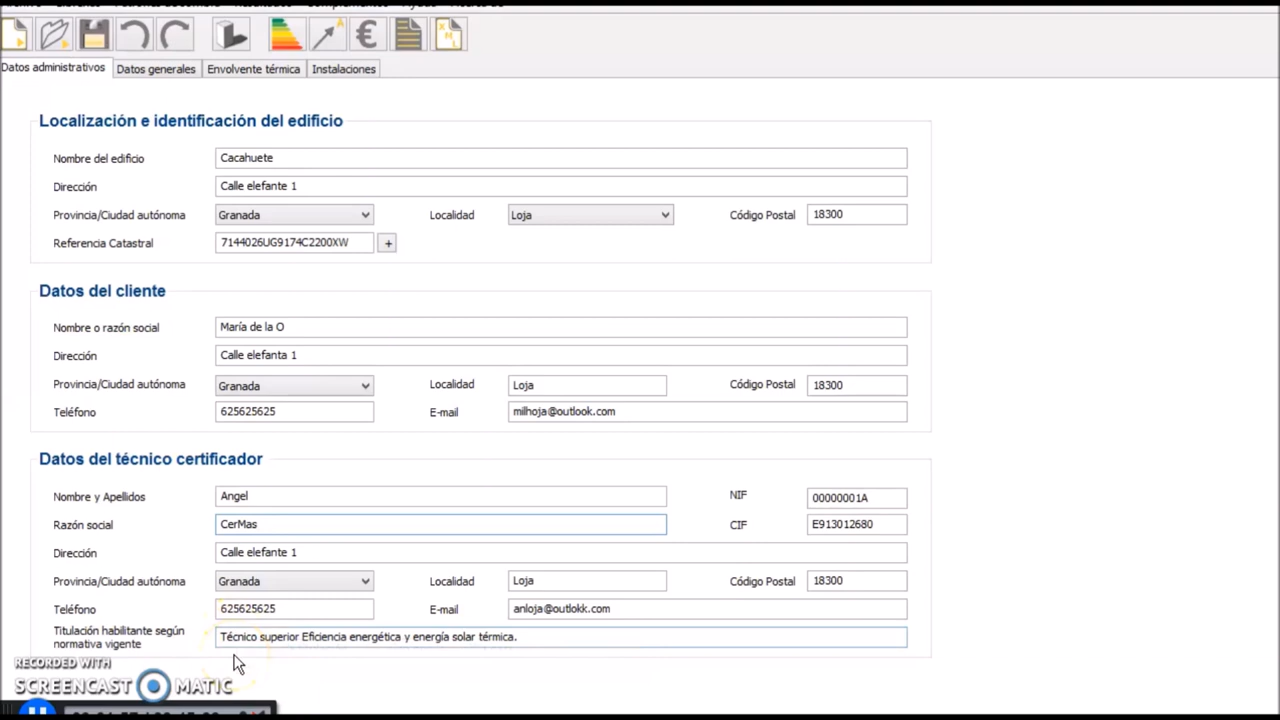 Datos administrativos Datos generales Envolvente térmica Instalaciones
Localización e identificación del edificio
Nombre del edificio Cacahuete
Dirección Calle elefante 1
Provincia/Ciudad autónoma Granada Localidad Loja Código Postal 18300
Referencia Catastral 7144026UG9174C2200XW +
Datos del cliente
Nombre o razón social María de la O
Dirección Calle elefanta 1
Provincia/Ciudad autónoma Granada Localidad Loja Código Postal 18300
Teléfono 625625625 E-mail milhoja@outlook.com
Datos del técnico certificador
Nombre y Apellidos Angel NIF 00000001A
Razón social CerMas CIF E913012680
Dirección Calle elefante 1
Provincia/Ciudad autónoma Granada Localidad Loja Código Postal 18300
Teléfono 625625625 E-mail anloja@outlokk.com
Titulación habilitante según
normativa vigente Técnico superior Eficiencia energética y energía solar térmica.
RECORDED WITH
SCREENCAST MATIC